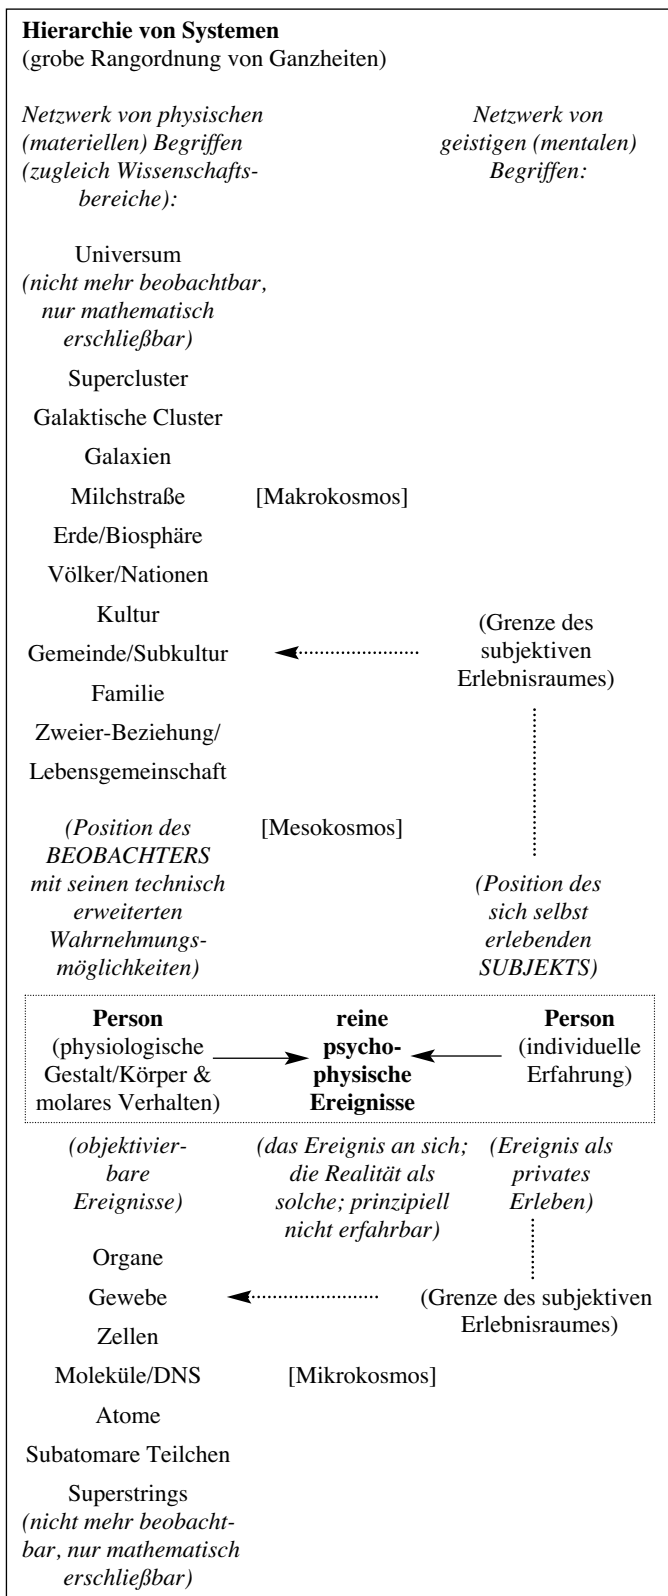 Hierarchie von Systemen
(grobe Rangordnung von Ganzheiten)
Netzwerk von physischen
(materiellen) Begriffen
(zugleich Wissenschafts-
bereiche):
Netzwerk von
geistigen (mentalen)
Begriffen:
Universum
(nicht mehr beobachtbar,
nur mathematisch
erschließbar)
Supercluster
Galaktische Cluster
Galaxien
Milchstraße [Makrokosmos]
Erde/Biosphäre
Völker/Nationen
Kultur
Gemeinde/Subkultur
Familie
Zweier-Beziehung/
Lebensgemeinschaft
(Grenze des
subjektiven
Erlebnisraumes)
(Position des
BEOBACHTERS
mit seinen technisch
erweiterten
Wahrnehmungs-
möglichkeiten)
[Mesokosmos]
(Position des
sich selbst
erlebenden
SUBJEKTS)
Person
(physiologische
Gestalt/Körper &
molares Verhalten)
reine
psycho-
physische
Ereignisse
Person
(individuelle
Erfahrung)
(objektivier-
bare
Ereignisse)
(das Ereignis an sich;
die Realität als
solche; prinzipiell
nicht erfahrbar)
(Ereignis als
privates
Erleben)
Organe
Gewebe
Zellen
(Grenze des subjektiven
Erlebnisraumes)
Moleküle/DNS [Mikrokosmos]
Atome
Subatomare Teilchen
Superstrings
(nicht mehr beobacht-
bar, nur mathematisch
erschließbar)